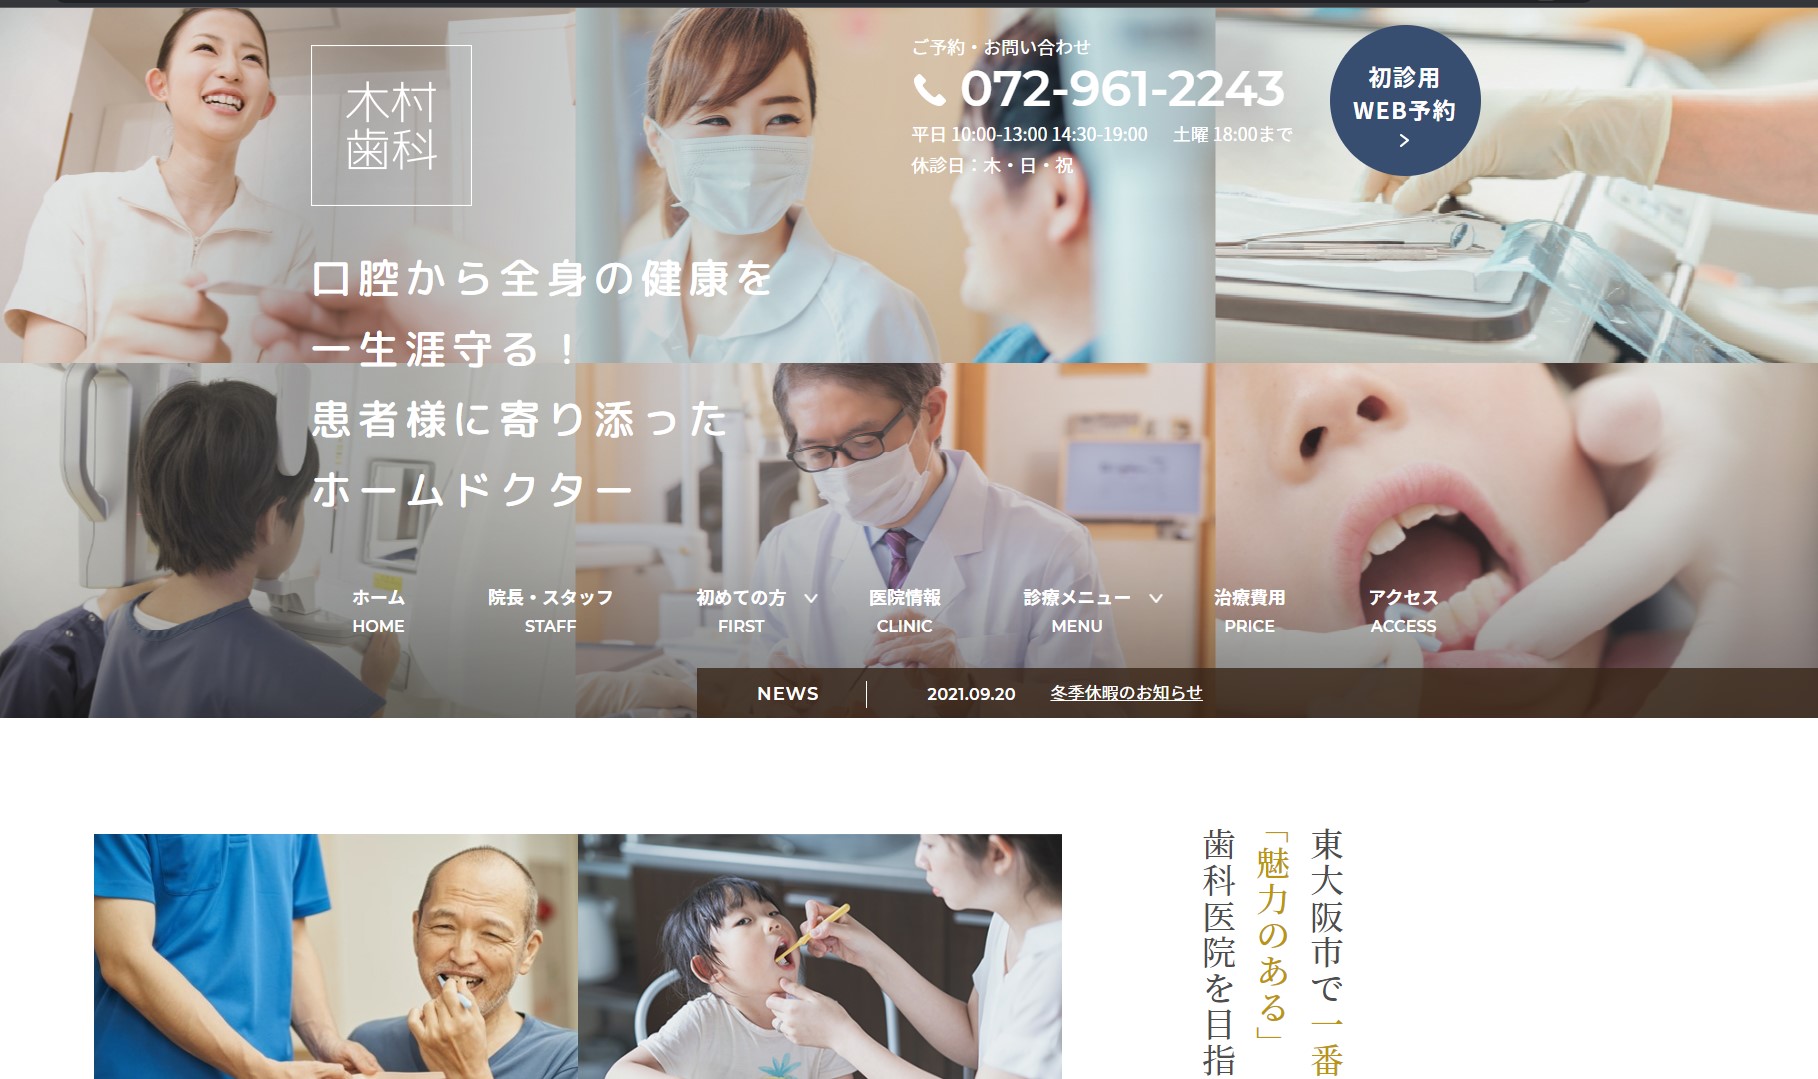 木村
歯科
ご予約・お問い合わせ
072-961-2243
平日 10:00-13:00 14:30-19:00 土曜 18:00まで
休診日：木・日・祝
初診用
WEB予約
口腔から全身の健康を
一生涯守る！
患者様に寄り添った
ホームドクター
ホーム 院長・スタッフ 初めての方 医院情報 診療メニュー 治療費用 アクセス
HOME STAFF FIRST CLINIC MENU PRICE ACCESS
NEWS 2021.09.20 冬季休暇のお知らせ
東大阪市で一番
「魅力のある」
歯科医院を目指